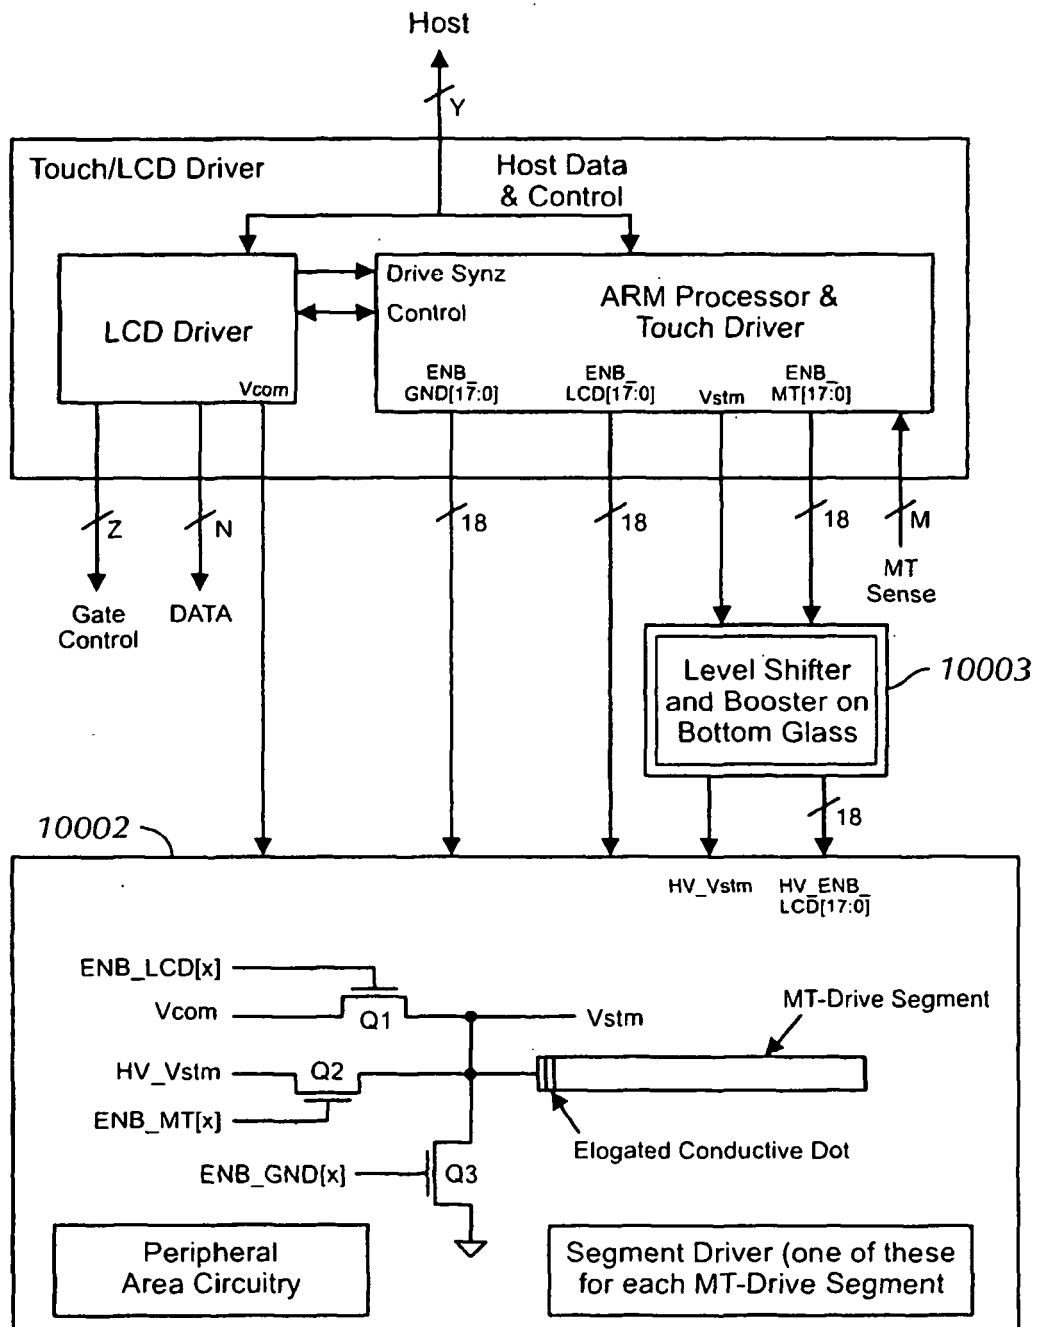 Host
Y
Touch/LCD Driver
Host Data
& Control
LCD Driver
Vcom
Drive Synz
Control
ARM Processor &
Touch Driver
ENB_
GND[17:0]
ENB_
LCD[17:0]
Vstm
ENB_
MT[17:0]
Z
N
18
18
18
M
Gate
Control
DATA
MT
Sense
Level Shifter
and Booster on
Bottom Glass
10003
18
10002
HV_Vstm
HV_ENB_
LCD[17:0]
ENB_LCD[x]
Vcom
Q1
Vstm
MT-Drive Segment
HV_Vstm
Q2
ENB_MT[x]
Elogated Conductive Dot
ENB_GND[x]
Q3
Peripheral
Area Circuitry
Segment Driver (one of these
for each MT-Drive Segment